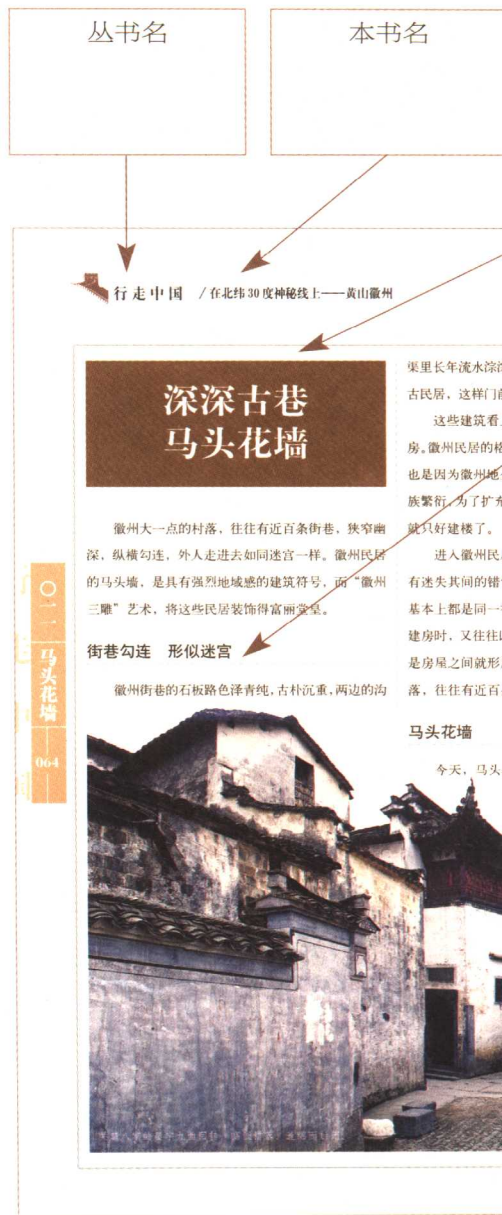 丛书名
本书名
行走中国 /在北纬30度神秘线上——黄山徽州
深深古巷
马头花墙
徽州大一点的村落，往往有近百条街巷，狭窄幽
深，纵横勾连，外人走进去如同迷宫一样。徽州民居
的马头墙，是具有强烈地域感的建筑符号，而“徽州
三雕”艺术，将这些民居装饰得富丽堂皇。
街巷勾连 形似迷宫
徽州街巷的石板路色泽青纯，古朴沉重，两边的沟
渠里长年流水淙
古民居，这样门前
这些建筑看
房。徽州民居的格
也是因为徽州地
族繁衍，为了扩充
就只好建楼了。
进入徽州民
有迷失其间的错
基本上都是同一
建房时，又往往
是房屋之间就形
落，往往有近百
马头花墙
今天，马头
〇一一
马头花墙
064